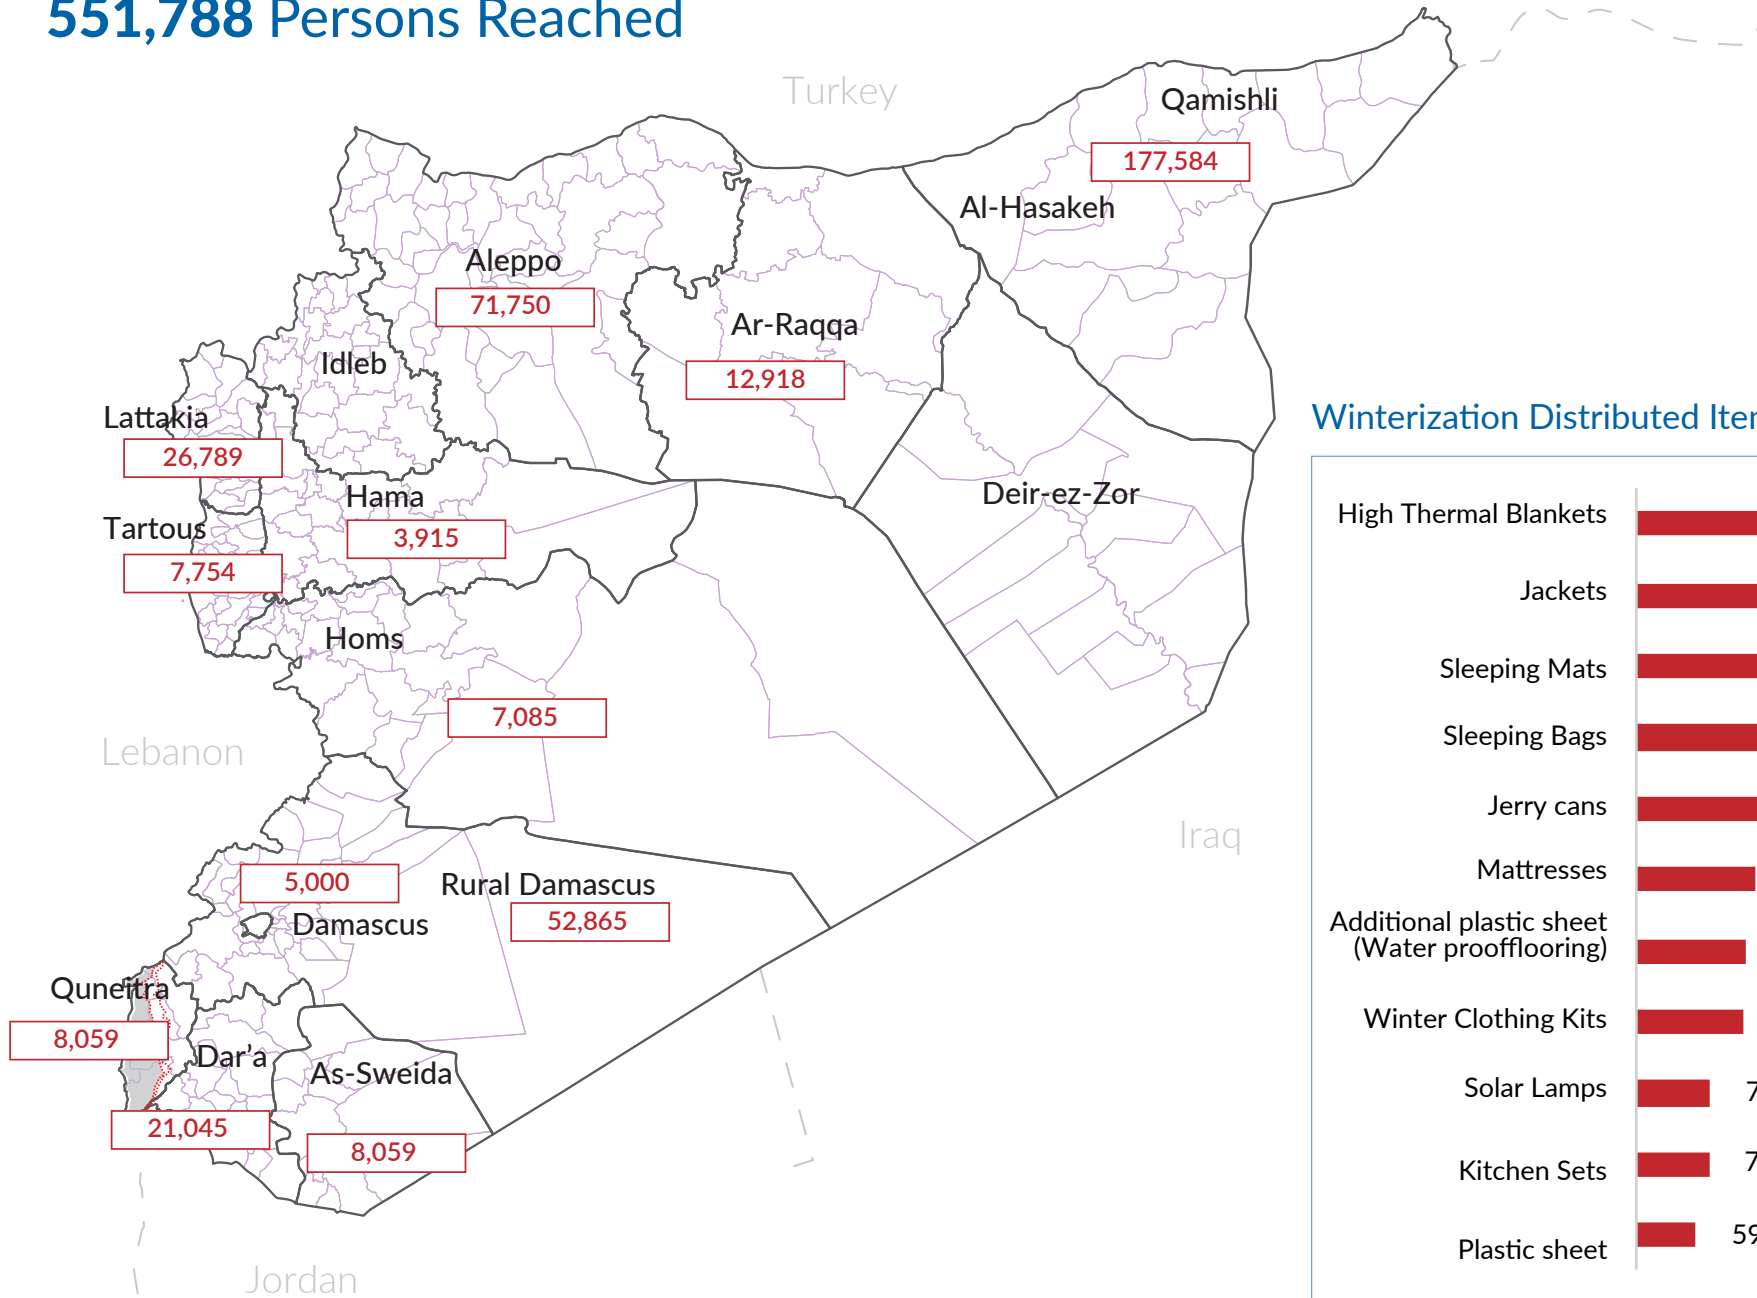 551,788 Persons Reached
Turkey
Qamishli
177,584
Al-Hasakeh
Aleppo
71,750
Ar-Raqqa
12,918
Idleb
Lattakia
26,789
Hama
3,915
Tartous
7,754
Deir-ez-Zor
Homs
7,085
Lebanon
Iraq
5,000
Rural Damascus
52,865
Damascus
Quneitra
8,059
Dar’a
21,045
As-Sweida
8,059
Jordan
Winterization Distributed Iter
High Thermal Blankets
Jackets
Sleeping Mats
Sleeping Bags
Jerry cans
Mattresses
Additional plastic sheet
(Water proofflooring)
Winter Clothing Kits
Solar Lamps 7
Kitchen Sets 7
Plastic sheet 59